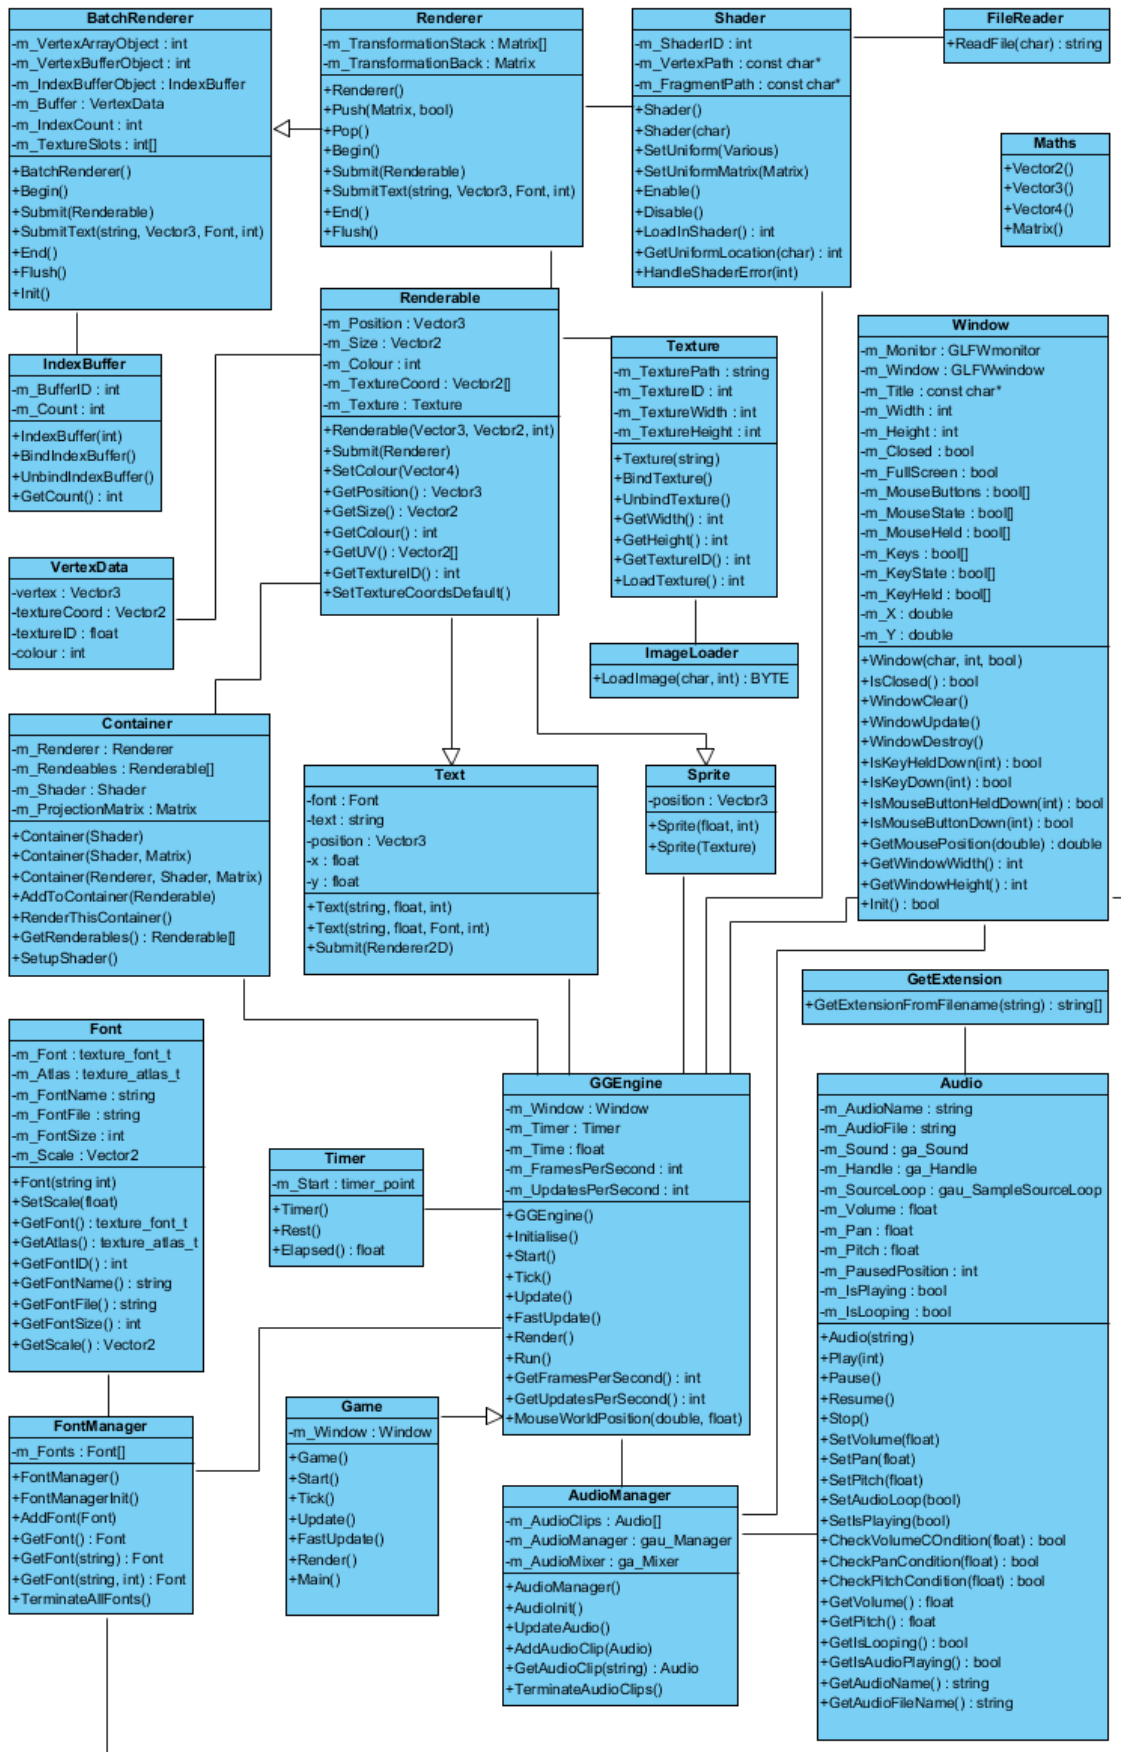 BatchRenderer
-m_VertexArrayObject : int
-m_VertexBufferObject : int
-m_IndexBufferObject : IndexBuffer
-m_Buffer : VertexData
-m_IndexCount : int
-m_TextureSlots : int[]
+BatchRenderer()
+Begin()
+Submit(Renderable)
+SubmitText(string, Vector3, Font, int)
+End()
+Flush()
+Init()
Renderer
-m_TransformationStack : Matrix[]
-m_TransformationBack : Matrix
+Renderer()
+Push(Matrix, bool)
+Pop()
+Begin()
+Submit(Renderable)
+SubmitText(string, Vector3, Font, int)
+End()
+Flush()
Shader
-m_ShaderID : int
-m_VertexPath : const char*
-m_FragmentPath : const char*
+Shader()
+Shader(char)
+SetUniform(Various)
+SetUniformMatrix(Matrix)
+Enable()
+Disable()
+LoadInShader() : int
+GetUniformLocation(char) : int
+HandleShaderError(int)
FileReader
+ReadFile(char) : string
Maths
+Vector2()
+Vector3()
+Vector4()
+Matrix()
IndexBuffer
-m_BufferID : int
-m_Count : int
+IndexBuffer(int)
+BindIndexBuffer()
+UnbindIndexBuffer()
+GetCount() : int
Renderable
-m_Position : Vector3
-m_Size : Vector2
-m_Colour : int
-m_TextureCoord : Vector2[]
-m_Texture : Texture
+Renderable(Vector3, Vector2, int)
+Submit(Renderer)
+SetColour(Vector4)
+GetPosition() : Vector3
+GetSize() : Vector2
+GetColour() : int
+GetUV() : Vector2[]
+GetTextureID() : int
+SetTextureCoordsDefault()
Texture
-m_TexturePath : string
-m_TextureID : int
-m_TextureWidth : int
-m_TextureHeight : int
+Texture(string)
+BindTexture()
+UnbindTexture()
+GetWidth() : int
+GetHeight() : int
+GetTextureID() : int
+LoadTexture() : int
Window
-m_Monitor : GLFWmonitor
-m_Window : GLFWwindow
-m_Title : const char*
-m_Width : int
-m_Height : int
-m_Closed : bool
-m_FullScreen : bool
-m_MouseButtons : bool[]
-m_MouseState : bool[]
-m_MouseHeld : bool[]
-m_Keys : bool[]
-m_KeyState : bool[]
-m_KeyHeld : bool[]
-m_X : double
-m_Y : double
+Window(char, int, bool)
+IsClosed() : bool
+WindowClear()
+WindowUpdate()
+WindowDestroy()
+IsKeyHeldDown(int) : bool
+IsKeyDown(int) : bool
+IsMouseButtonHeldDown(int) : bool
+IsMouseButtonDown(int) : bool
+GetMousePosition(double) : double
+GetWindowWidth() : int
+GetWindowHeight() : int
+Init() : bool
VertexData
-vertex : Vector3
-textureCoord : Vector2
-textureID : float
-colour : int
ImageLoader
+LoadImage(char, int) : BYTE
Container
-m_Renderer : Renderer
-m_Rendeables : Renderable[]
-m_Shader : Shader
-m_ProjectionMatrix : Matrix
+Container(Shader)
+Container(Shader, Matrix)
+Container(Renderer, Shader, Matrix)
+AddToContainer(Renderable)
+RenderThisContainer()
+GetRenderables() : Renderable[]
+SetupShader()
Text
-font : Font
-text : string
-position : Vector3
-x : float
-y : float
+Text(string, float, int)
+Text(string, float, Font, int)
+Submit(Renderer2D)
Sprite
-position : Vector3
+Sprite(float, int)
+Sprite(Texture)
GetExtension
+GetExtensionFromFilename(string) : string[]
Font
-m_Font : texture_font_t
-m_Atlas : texture_atlas_t
-m_FontName : string
-m_FontFile : string
-m_FontSize : int
-m_Scale : Vector2
+Font(string int)
+SetScale(float)
+GetFont() : texture_font_t
+GetAtlas() : texture_atlas_t
+GetFontID() : int
+GetFontName() : string
+GetFontFile() : string
+GetFontSize() : int
+GetScale() : Vector2
Timer
-m_Start : timer_point
+Timer()
+Rest()
+Elapsed() : float
GGEngine
-m_Window : Window
-m_Timer : Timer
-m_Time : float
-m_FramesPerSecond : int
-m_UpdatesPerSecond : int
+GGEngine()
+Initialise()
+Start()
+Tick()
+Update()
+FastUpdate()
+Render()
+Run()
+GetFramesPerSecond() : int
+GetUpdatesPerSecond() : int
+MouseWorldPosition(double, float)
Audio
-m_AudioName : string
-m_AudioFile : string
-m_Sound : ga_Sound
-m_Handle : ga_Handle
-m_SourceLoop : gau_SampleSourceLoop
-m_Volume : float
-m_Pan : float
-m_Pitch : float
-m_PausedPosition : int
-m_IsPlaying : bool
-m_IsLooping : bool
+Audio(string)
+Play(int)
+Pause()
+Resume()
+Stop()
+SetVolume(float)
+SetPan(float)
+SetPitch(float)
+SetAudioLoop(bool)
+SetIsPlaying(bool)
+CheckVolumeCOndition(float) : bool
+CheckPanCondition(float) : bool
+CheckPitchCondition(float) : bool
+GetVolume() : float
+GetPitch() : float
+GetIsLooping() : bool
+GetIsAudioPlaying() : bool
+GetAudioName() : string
+GetAudioFileName() : string
FontManager
-m_Fonts : Font[]
+FontManager()
+FontManagerInit()
+AddFont(Font)
+GetFont() : Font
+GetFont(string) : Font
+GetFont(string, int) : Font
+TerminateAllFonts()
Game
-m_Window : Window
+Game()
+Start()
+Tick()
+Update()
+FastUpdate()
+Render()
+Main()
AudioManager
-m_AudioClips : Audio[]
-m_AudioManager : gau_Manager
-m_AudioMixer : ga_Mixer
+AudioManager()
+AudioInit()
+UpdateAudio()
+AddAudioClip(Audio)
+GetAudioClip(string) : Audio
+TerminateAudioClips()